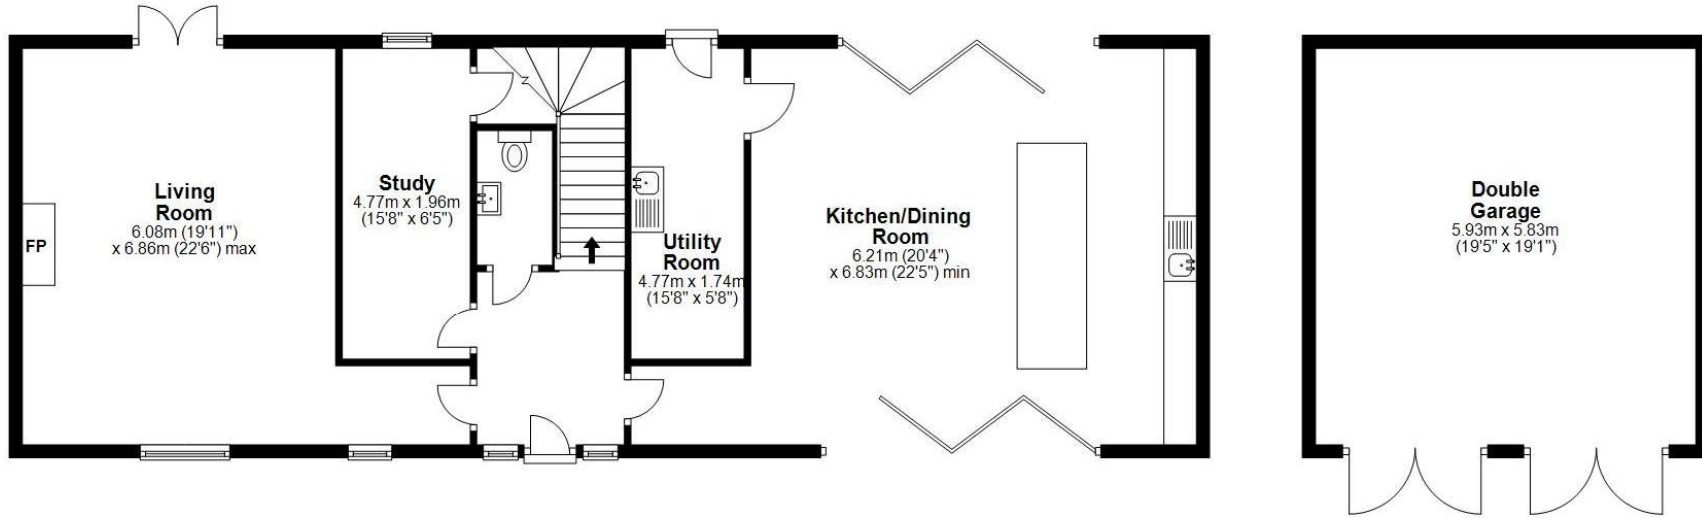 Living
Room
6.08m (19'11")
x 6.86m (22'6") max
FP
Study
4.77m x 1.96m
(15'8" x 6'5")
Utility
Room
4.77m x 1.74m
(15'8" x 5'8")
Kitchen/Dining
Room
6.21m (20'4")
x 6.83m (22'5") min
Double
Garage
5.93m x 5.83m
(19'5" x 19'1")